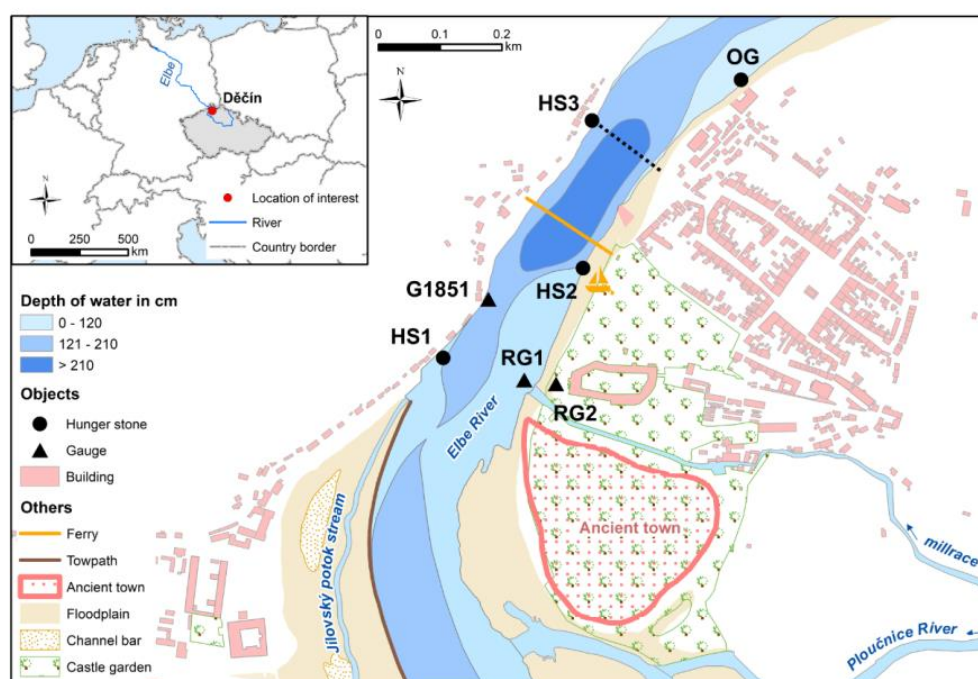 Elbe
Děčín
N
Location of interest
River
Country border
0 250 500
km
0 0.1 0.2
km
N
OG
HS3
HS2
G1851
HS1
RG1
RG2
Elbe River
Ancient town
Jílovský potok stream
millrace
Ploučnice River
Depth of water in cm
0 - 120
121 - 210
> 210
Objects
Hunger stone
Gauge
Building
Others
Ferry
Towpath
Ancient town
Floodplain
Channel bar
Castle garden